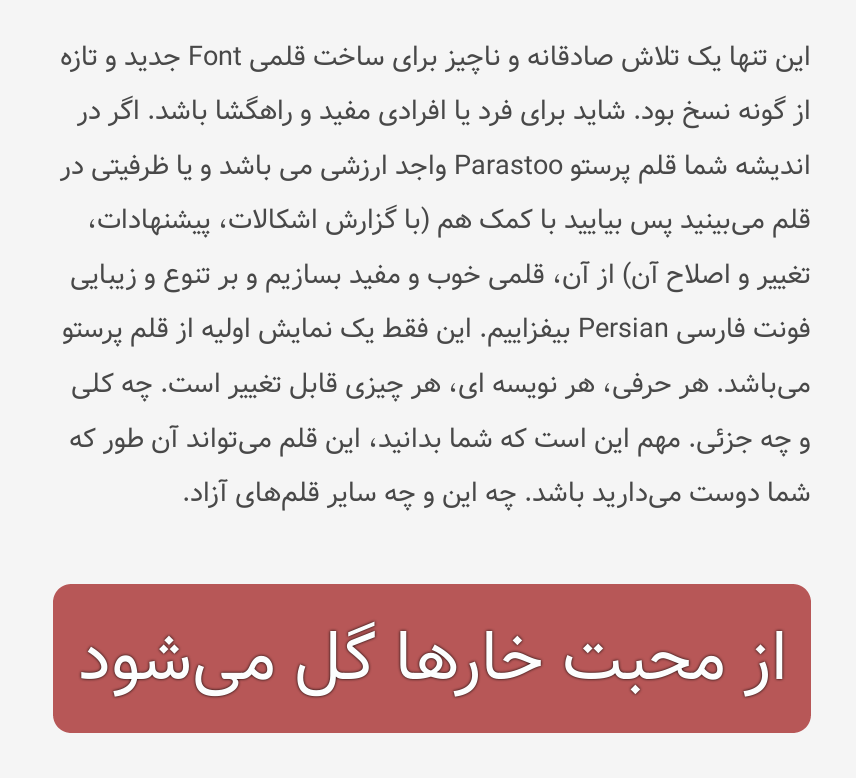 این تنها یک تلاش صادقانه و ناچیز برای ساخت قلمی Font جدید و تازه
از گونه نسخ بود. شاید برای فرد یا افرادی مفید و راهگشا باشد. اگر در
اندیشه شما قلم پرستو Parastoo واجد ارزشی می باشد و یا ظرفیتی در
قلم می‌بینید پس بیایید با کمک هم (با گزارش اشکالات، پیشنهادات،
تغییر و اصلاح آن) از آن، قلمی خوب و مفید بسازیم و بر تنوع و زیبایی
فونت فارسی Persian بیفزاییم. این فقط یک نمایش اولیه از قلم پرستو
می‌باشد. هر حرفی، هر نویسه ای، هر چیزی قابل تغییر است. چه کلی
و چه جزئی. مهم این است که شما بدانید، این قلم می‌تواند آن طور که
شما دوست می‌دارید باشد. چه این و چه سایر قلم‌های آزاد.
از محبت خارها گل می‌شود